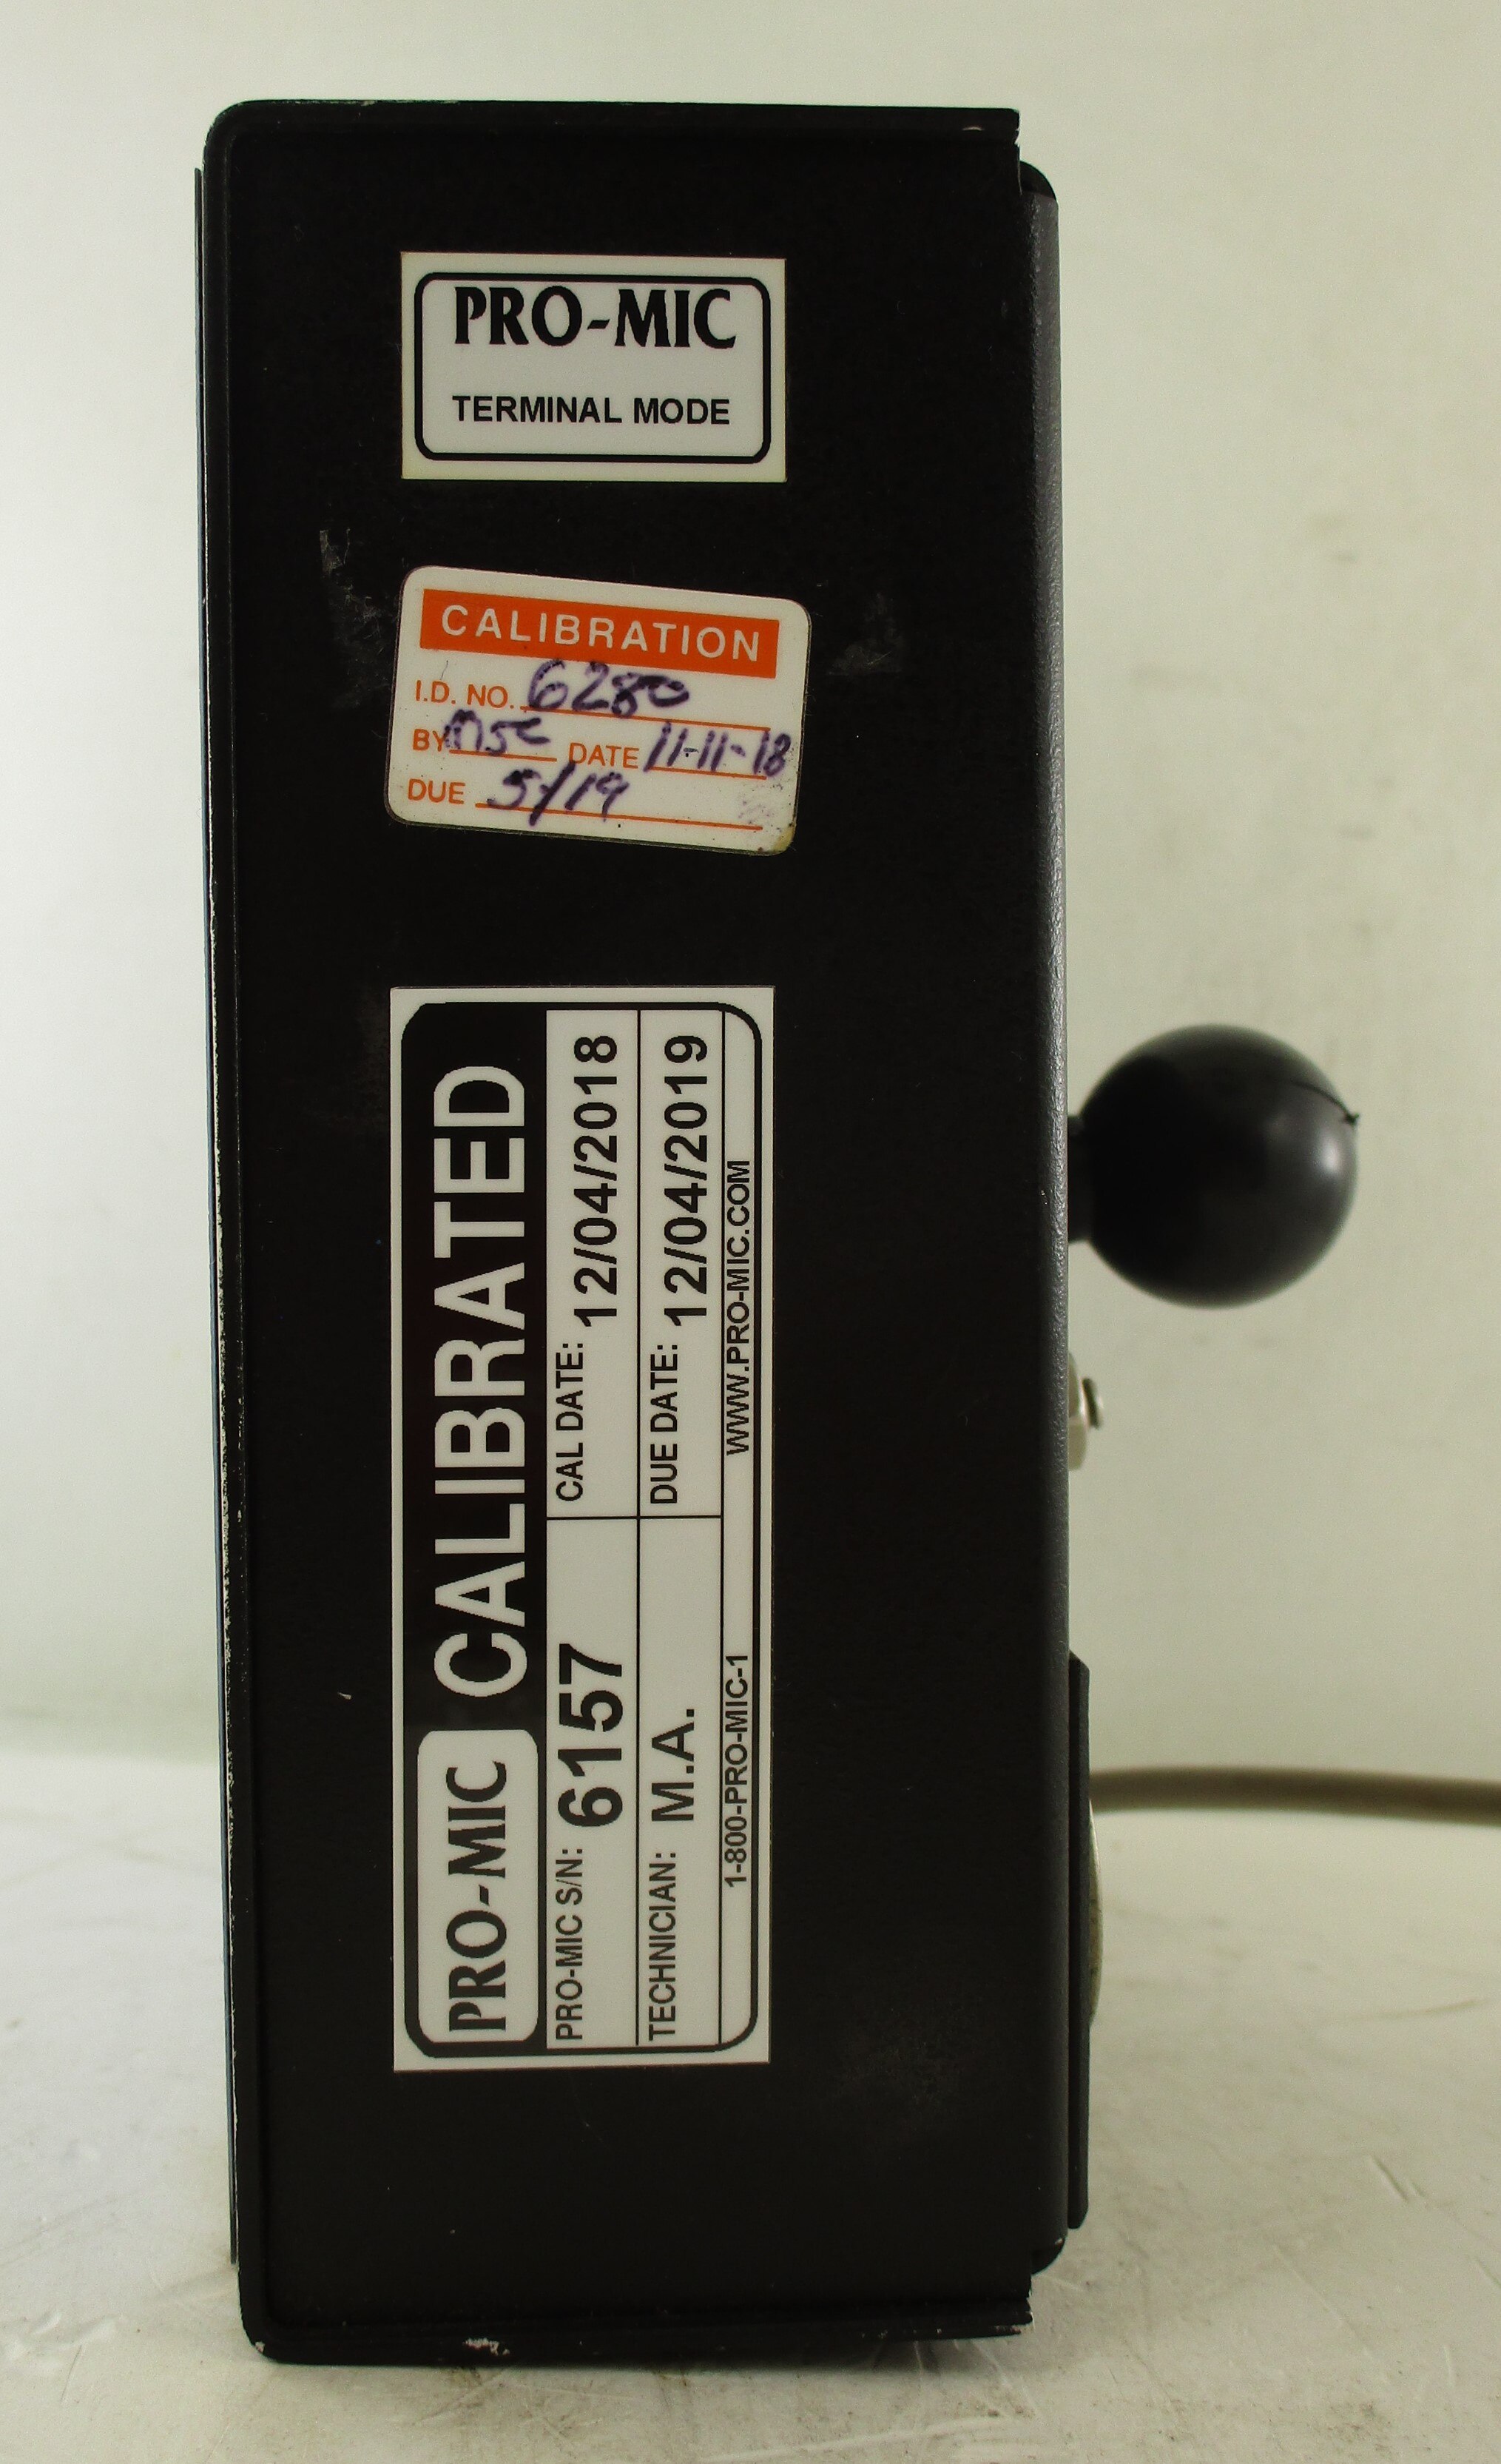 PRO-MIC
TERMINAL MODE
CALIBRATION
I.D. NO. 6280
BY MSC DATE 11-11-18
DUE 5/19
PRO-MIC CALIBRATED
PRO-MIC S/N: 6157 CAL DATE: 12/04/2018
TECHNICIAN: M.A. DUE DATE: 12/04/2019
1-800-PRO-MIC-1 WWW.PRO-MIC.COM